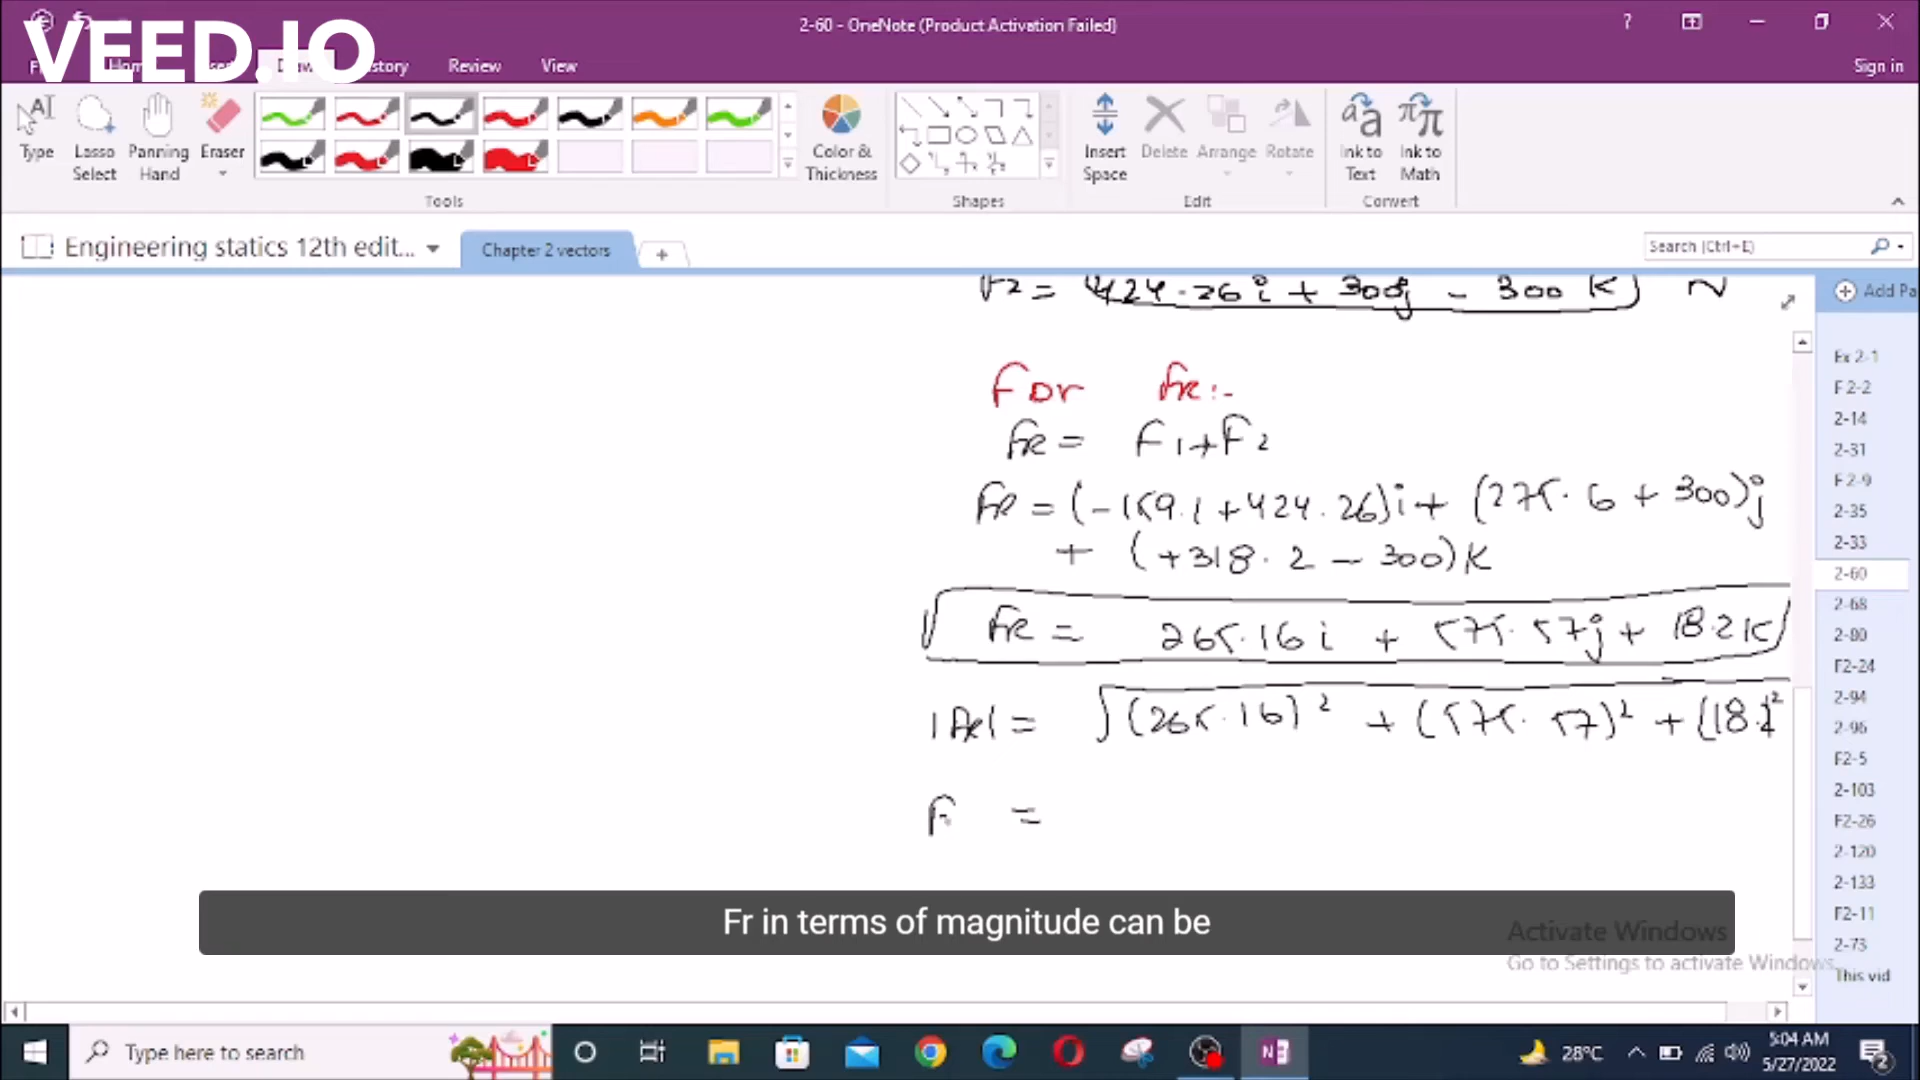 VEED.IO
2-60 - OneNote (Product Activation Failed)
?
Review View
Sign in
Type
Lasso Select
Panning Hand
Eraser
Color & Thickness
Insert Space
Delete
Arrange
Rotate
Ink to Text
Ink to Math
Tools
Shapes
Edit
Convert
Engineering statics 12th edit...
Chapter 2 vectors
+
Search (Ctrl+E)
F2 = (424.26i + 300j - 300 K) N
For FR:-
FR = F1+F2
FR = (-159.1+424.26)i + (275.6 + 300)j
+ (+318.2 - 300)K
FR = 265.16i + 575.57j + 18.2K
|FR| = √(265.16)² + (575.57)² + (18.2²
F =
Add Pa
Ex 2-1
F 2-2
2-14
2-31
F 2-9
2-35
2-33
2-60
2-68
2-80
F2-24
2-94
2-96
F2-5
2-103
F2-26
2-120
2-133
F2-11
2-73
This vid
Fr in terms of magnitude can be
Activate Windows
Go to Settings to activate Windows.
Type here to search
28°C
5:04 AM
5/27/2022
2